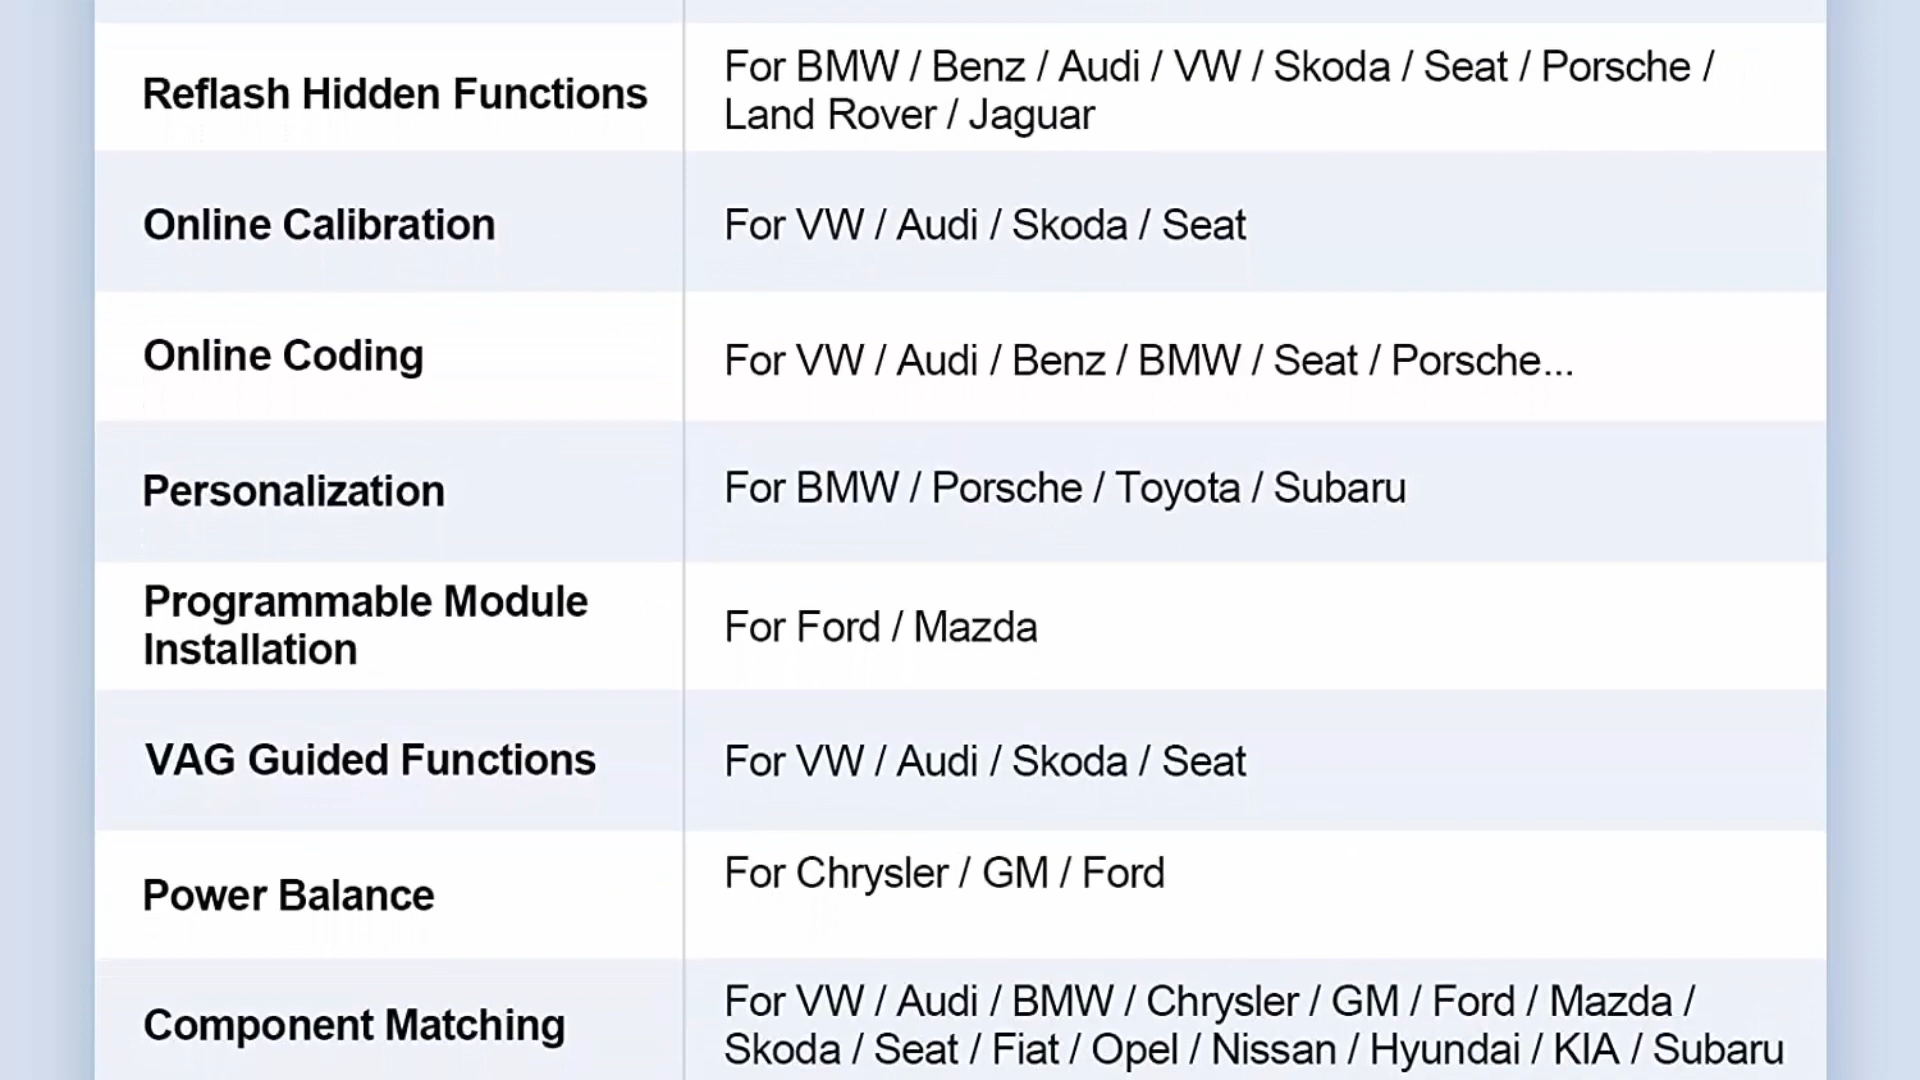 Reflash Hidden Functions
For BMW / Benz / Audi / VW / Skoda / Seat / Porsche /
Land Rover / Jaguar
Online Calibration
For VW / Audi / Skoda / Seat
Online Coding
For VW / Audi / Benz / BMW / Seat / Porsche...
Personalization
For BMW / Porsche / Toyota / Subaru
Programmable Module
Installation
For Ford / Mazda
VAG Guided Functions
For VW / Audi / Skoda / Seat
Power Balance
For Chrysler / GM / Ford
Component Matching
For VW / Audi / BMW / Chrysler / GM / Ford / Mazda /
Skoda / Seat / Fiat / Opel / Nissan / Hyundai / KIA / Subaru